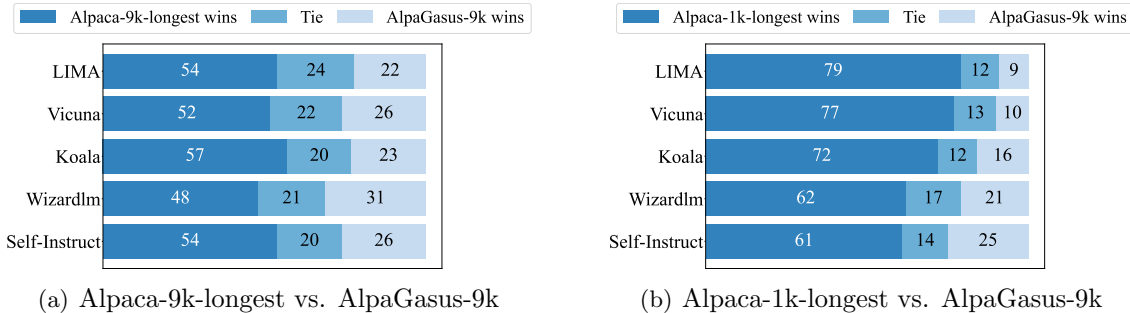 Alpaca-9k-longest wins Tie AlpaGasus-9k wins
LIMA 54 24 22
Vicuna 52 22 26
Koala 57 20 23
Wizardlm 48 21 31
Self-Instruct 54 20 26
(a) Alpaca-9k-longest vs. AlpaGasus-9k
Alpaca-1k-longest wins Tie AlpaGasus-9k wins
LIMA 79 12 9
Vicuna 77 13 10
Koala 72 12 16
Wizardlm 62 17 21
Self-Instruct 61 14 25
(b) Alpaca-1k-longest vs. AlpaGasus-9k